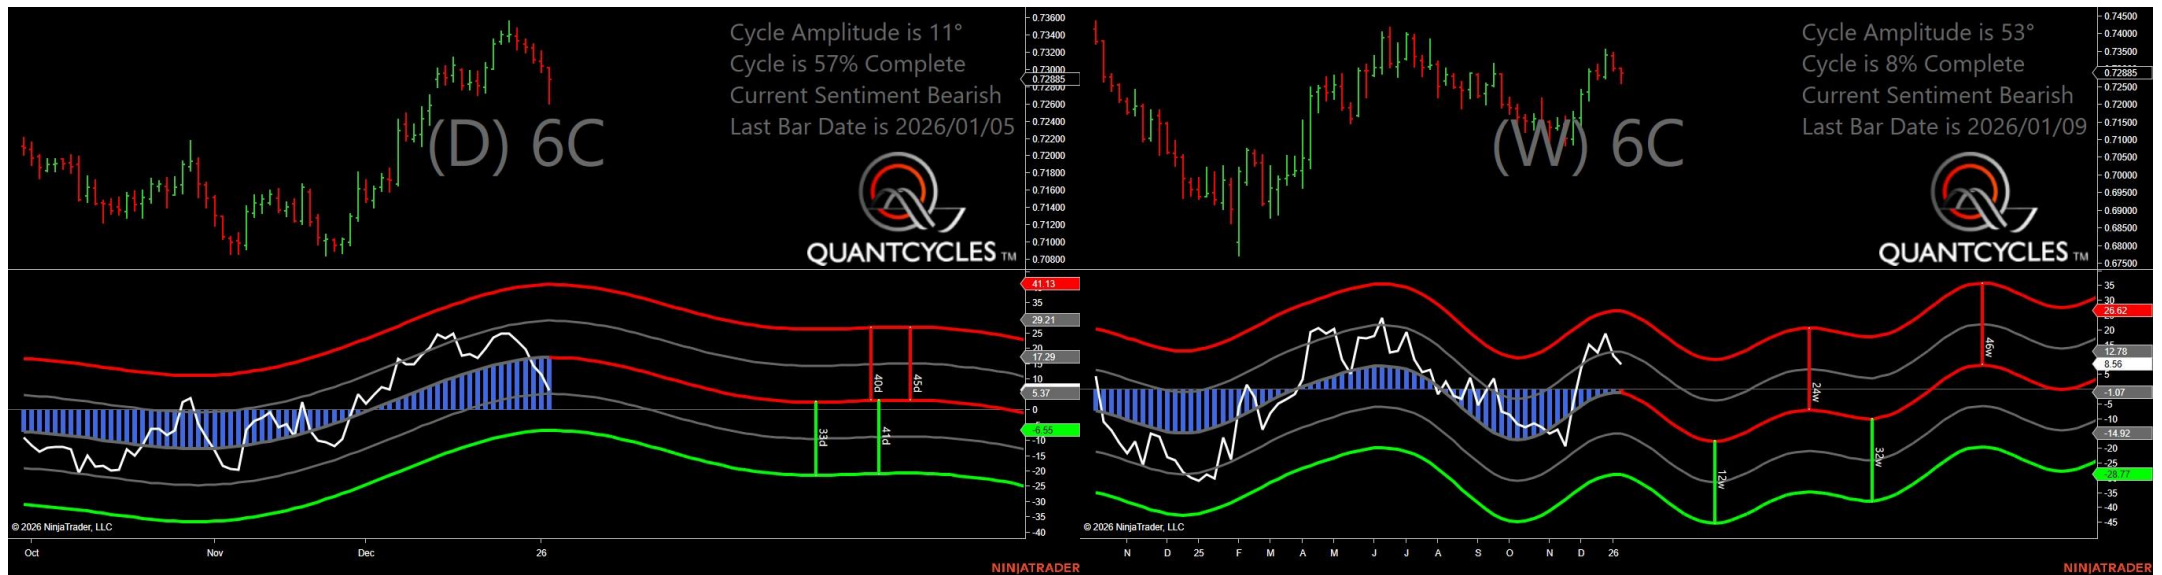 Cycle Amplitude is 11°
Cycle is 57% Complete
Current Sentiment Bearish
Last Bar Date is 2026/01/05
(D) 6C
QUANTCYCLES TM
0.73600
0.73400
0.73200
0.73000
0.72885
0.72800
0.72600
0.72400
0.72200
0.72000
0.71800
0.71600
0.71400
0.71200
0.71000
0.70800
41.13
35
29.21
25
20
17.29
10
5.37
0
-6.55
-10
-15
-20
-25
-30
-35
-40
33d
40d
41d
45d
© 2026 NinjaTrader, LLC
Oct
Nov
Dec
26
NINJATRADER
Cycle Amplitude is 53°
Cycle is 8% Complete
Current Sentiment Bearish
Last Bar Date is 2026/01/09
(W) 6C
QUANTCYCLES TM
0.74500
0.74000
0.73500
0.72885
0.72500
0.72000
0.71500
0.71000
0.70500
0.70000
0.69500
0.69000
0.68500
0.68000
0.67500
35
30
26.62
20
12.78
8.56
5
-1.07
-5
-10
-14.92
-20
-25
-28.77
-35
-40
-45
12w
24w
32w
46w
© 2026 NinjaTrader, LLC
N
D
25
F
M
A
M
J
J
A
S
O
N
D
26
NINJATRADER